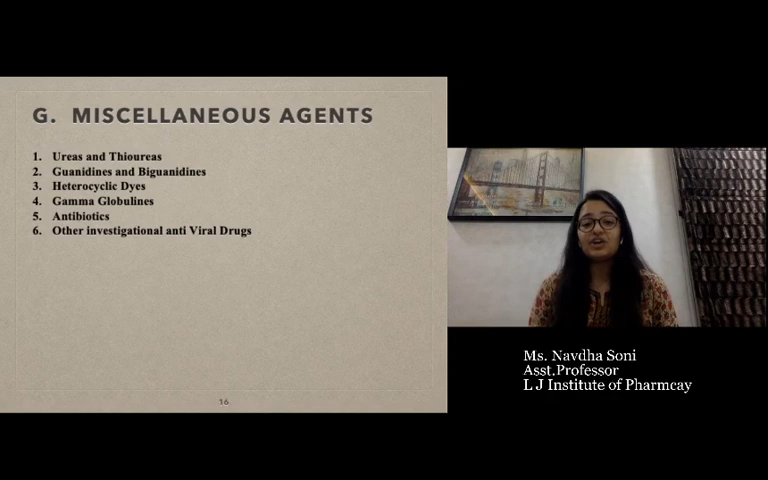 G. MISCELLANEOUS AGENTS
1. Ureas and Thioureas
2. Guanidines and Biguanidines
3. Heterocyclic Dyes
4. Gamma Globulines
5. Antibiotics
6. Other investigational anti Viral Drugs
16
Ms. Navdha Soni
Asst.Professor
L J Institute of Pharmcay